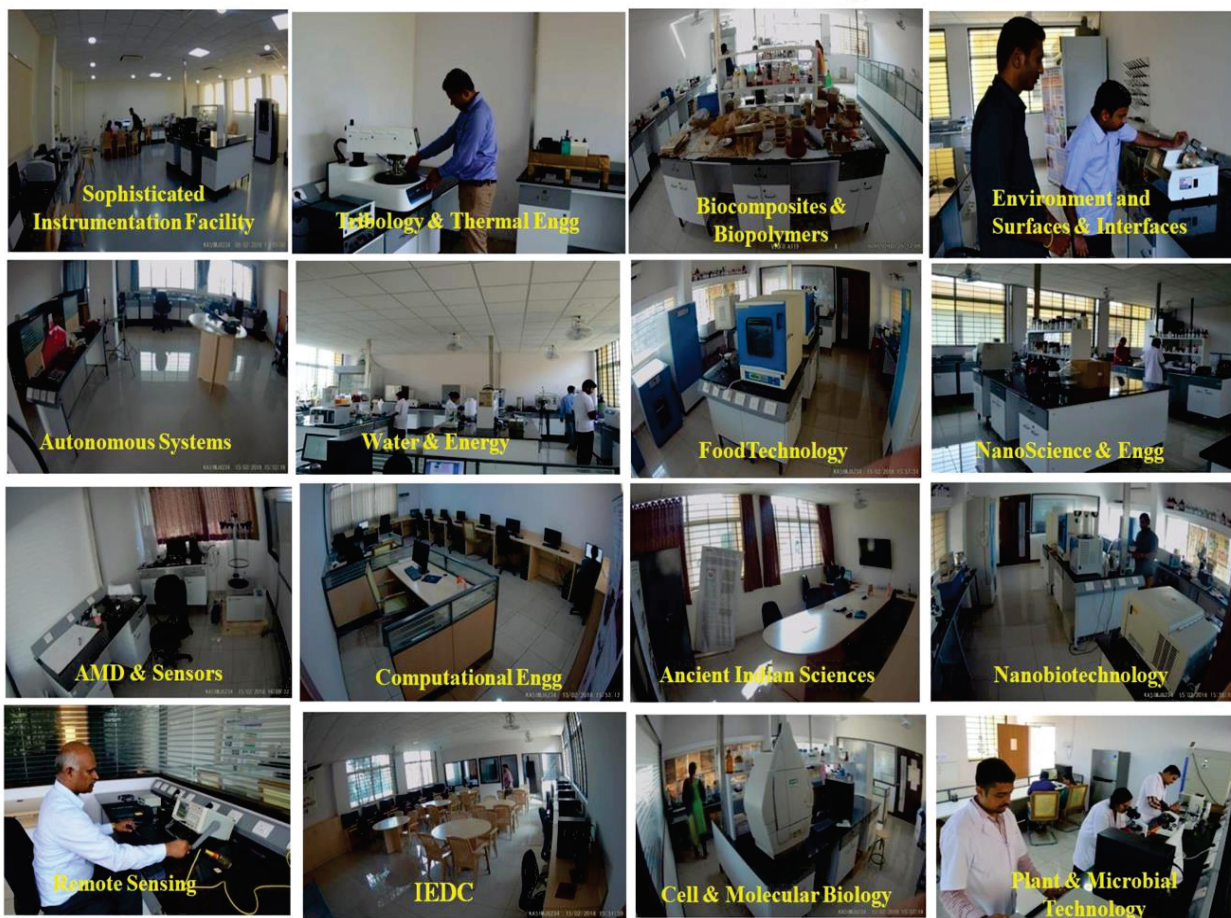 Sophisticated
Instrumentation Facility
Tribology & Thermal Engg
Biocomposites &
Biopolymers
Environment and
Surfaces & Interfaces
Autonomous Systems
Water & Energy
FoodTechnology
NanoScience & Engg
AMD & Sensors
Computational Engg
Ancient Indian Sciences
Nanobiotechnology
Remote Sensing
IEDC
Cell & Molecular Biology
Plant & Microbial
Technology